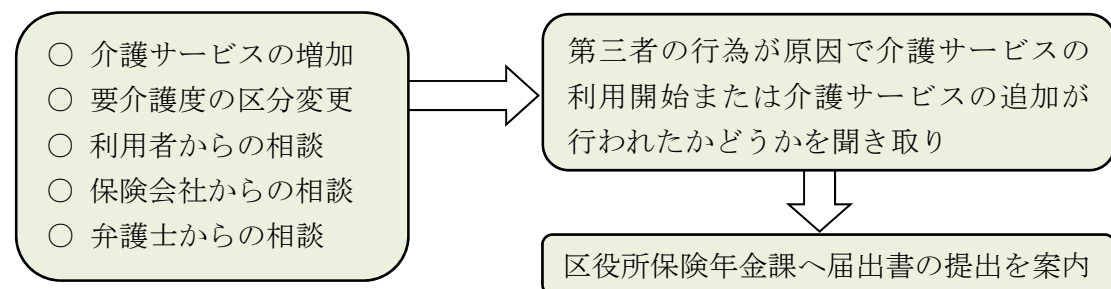 ○ 介護サービスの増加
○ 要介護度の区分変更
○ 利用者からの相談
○ 保険会社からの相談
○ 弁護士からの相談
第三者の行為が原因で介護サービスの
利用開始または介護サービスの追加が
行われたかどうかを聞き取り
区役所保険年金課へ届出書の提出を案内